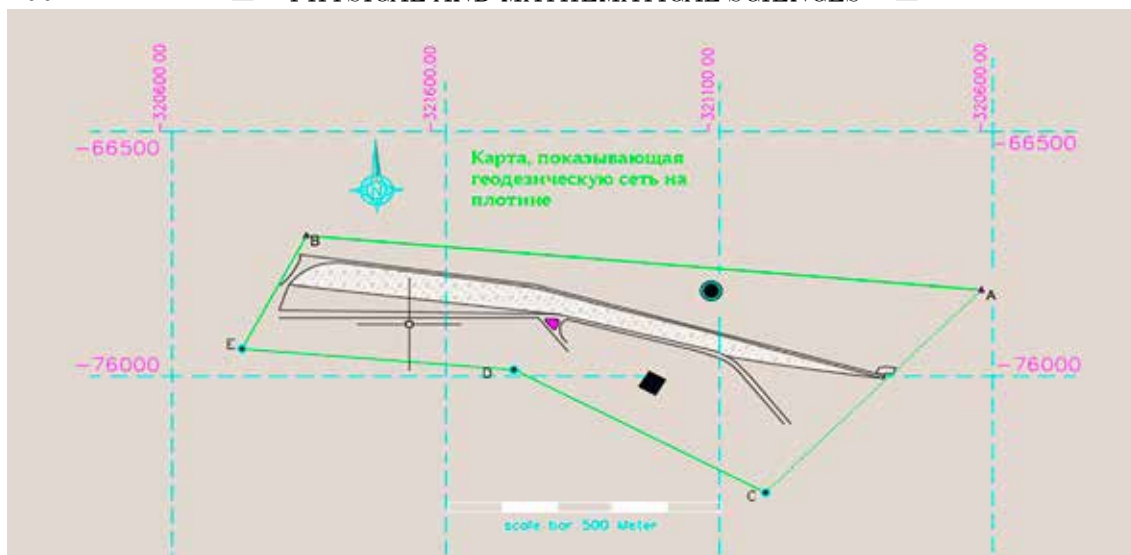 PHYSICAL AND MATHEMATICAL SCIENCES
-320600.00
-321600.00
-321100.00
-320600.00
-66500
-66500
Карта, показывающая
геодезическую сеть на
плотине
N
B
A
E
D
-76000
-76000
C
scale bar 500 Meter